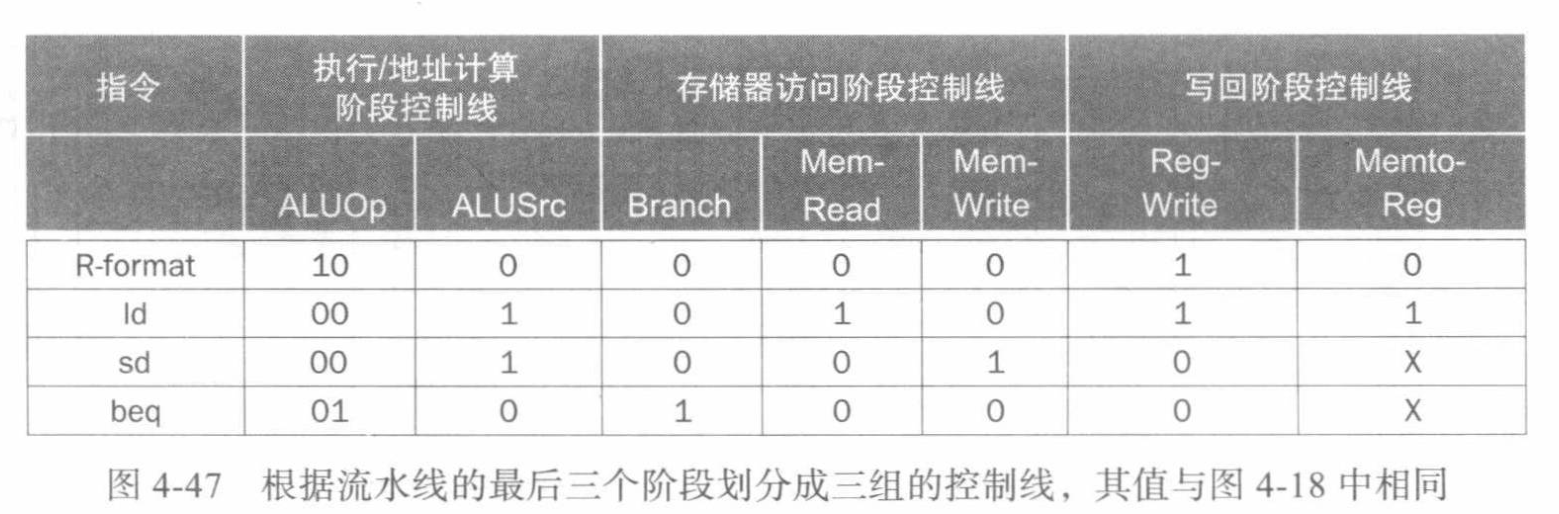 指令 执行/地址计算阶段控制线 存储器访问阶段控制线 写回阶段控制线
ALUOp ALUSrc Branch Mem-Read Mem-Write Reg-Write Memto-Reg
R-format 10 0 0 0 0 1 0
ld 00 1 0 1 0 1 1
sd 00 1 0 0 1 0 X
beq 01 0 1 0 0 0 X
图 4-47 根据流水线的最后三个阶段划分成三组的控制线，其值与图 4-18 中相同